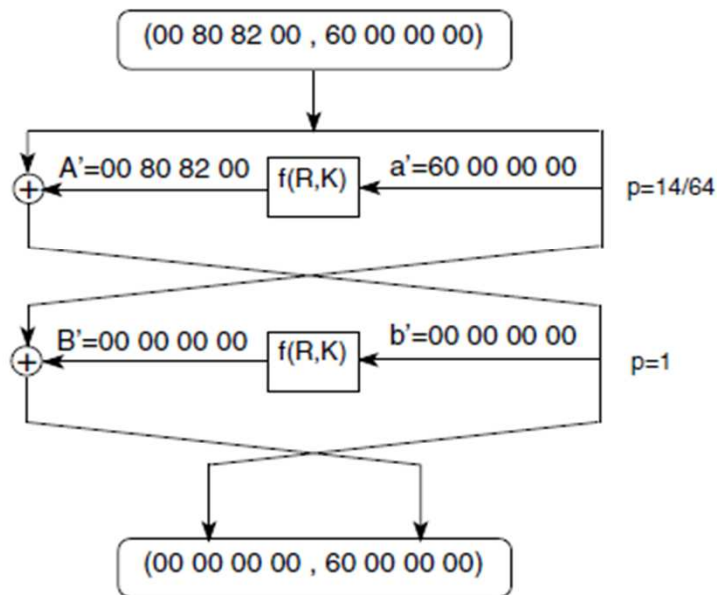 (00 80 82 00 , 60 00 00 00)
A’=00 80 82 00
f(R,K)
a’=60 00 00 00
p=14/64
B’=00 00 00 00
f(R,K)
b’=00 00 00 00
p=1
(00 00 00 00 , 60 00 00 00)